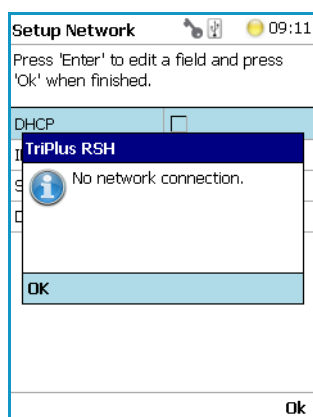 Setup Network 09:11
Press 'Enter' to edit a field and press
'Ok' when finished.
DHCP
TriPlus RSH
No network connection.
OK
Ok